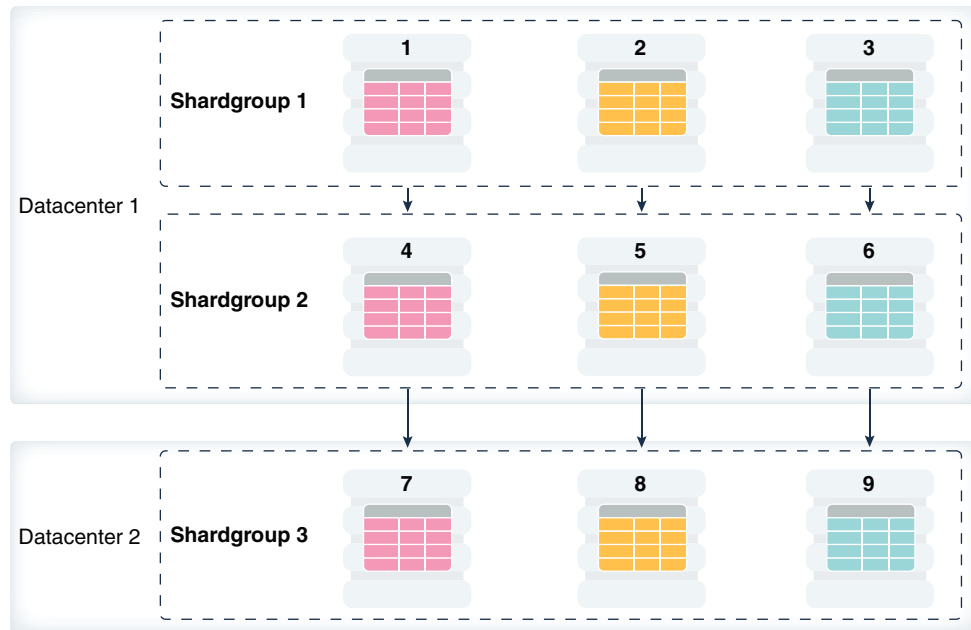 1 2 3
Shardgroup 1
Datacenter 1
4 5 6
Shardgroup 2
7 8 9
Datacenter 2 Shardgroup 3